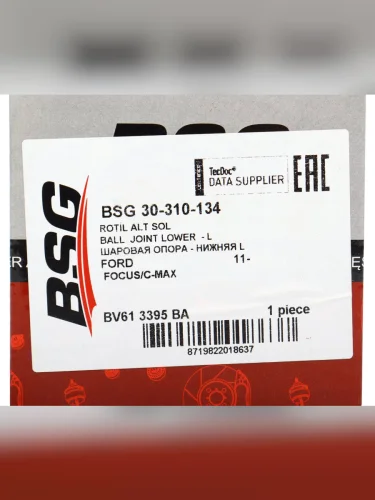 BSG
TecDoc®
DATA SUPPLIER
EAC
BSG
BSG 30-310-134
ROTIL ALT SOL
BALL JOINT LOWER - L
ШАРОВАЯ ОПОРА - НИЖНЯЯ L
FORD 11-
FOCUS/C-MAX
BV61 3395 BA 1 piece
8719822018637